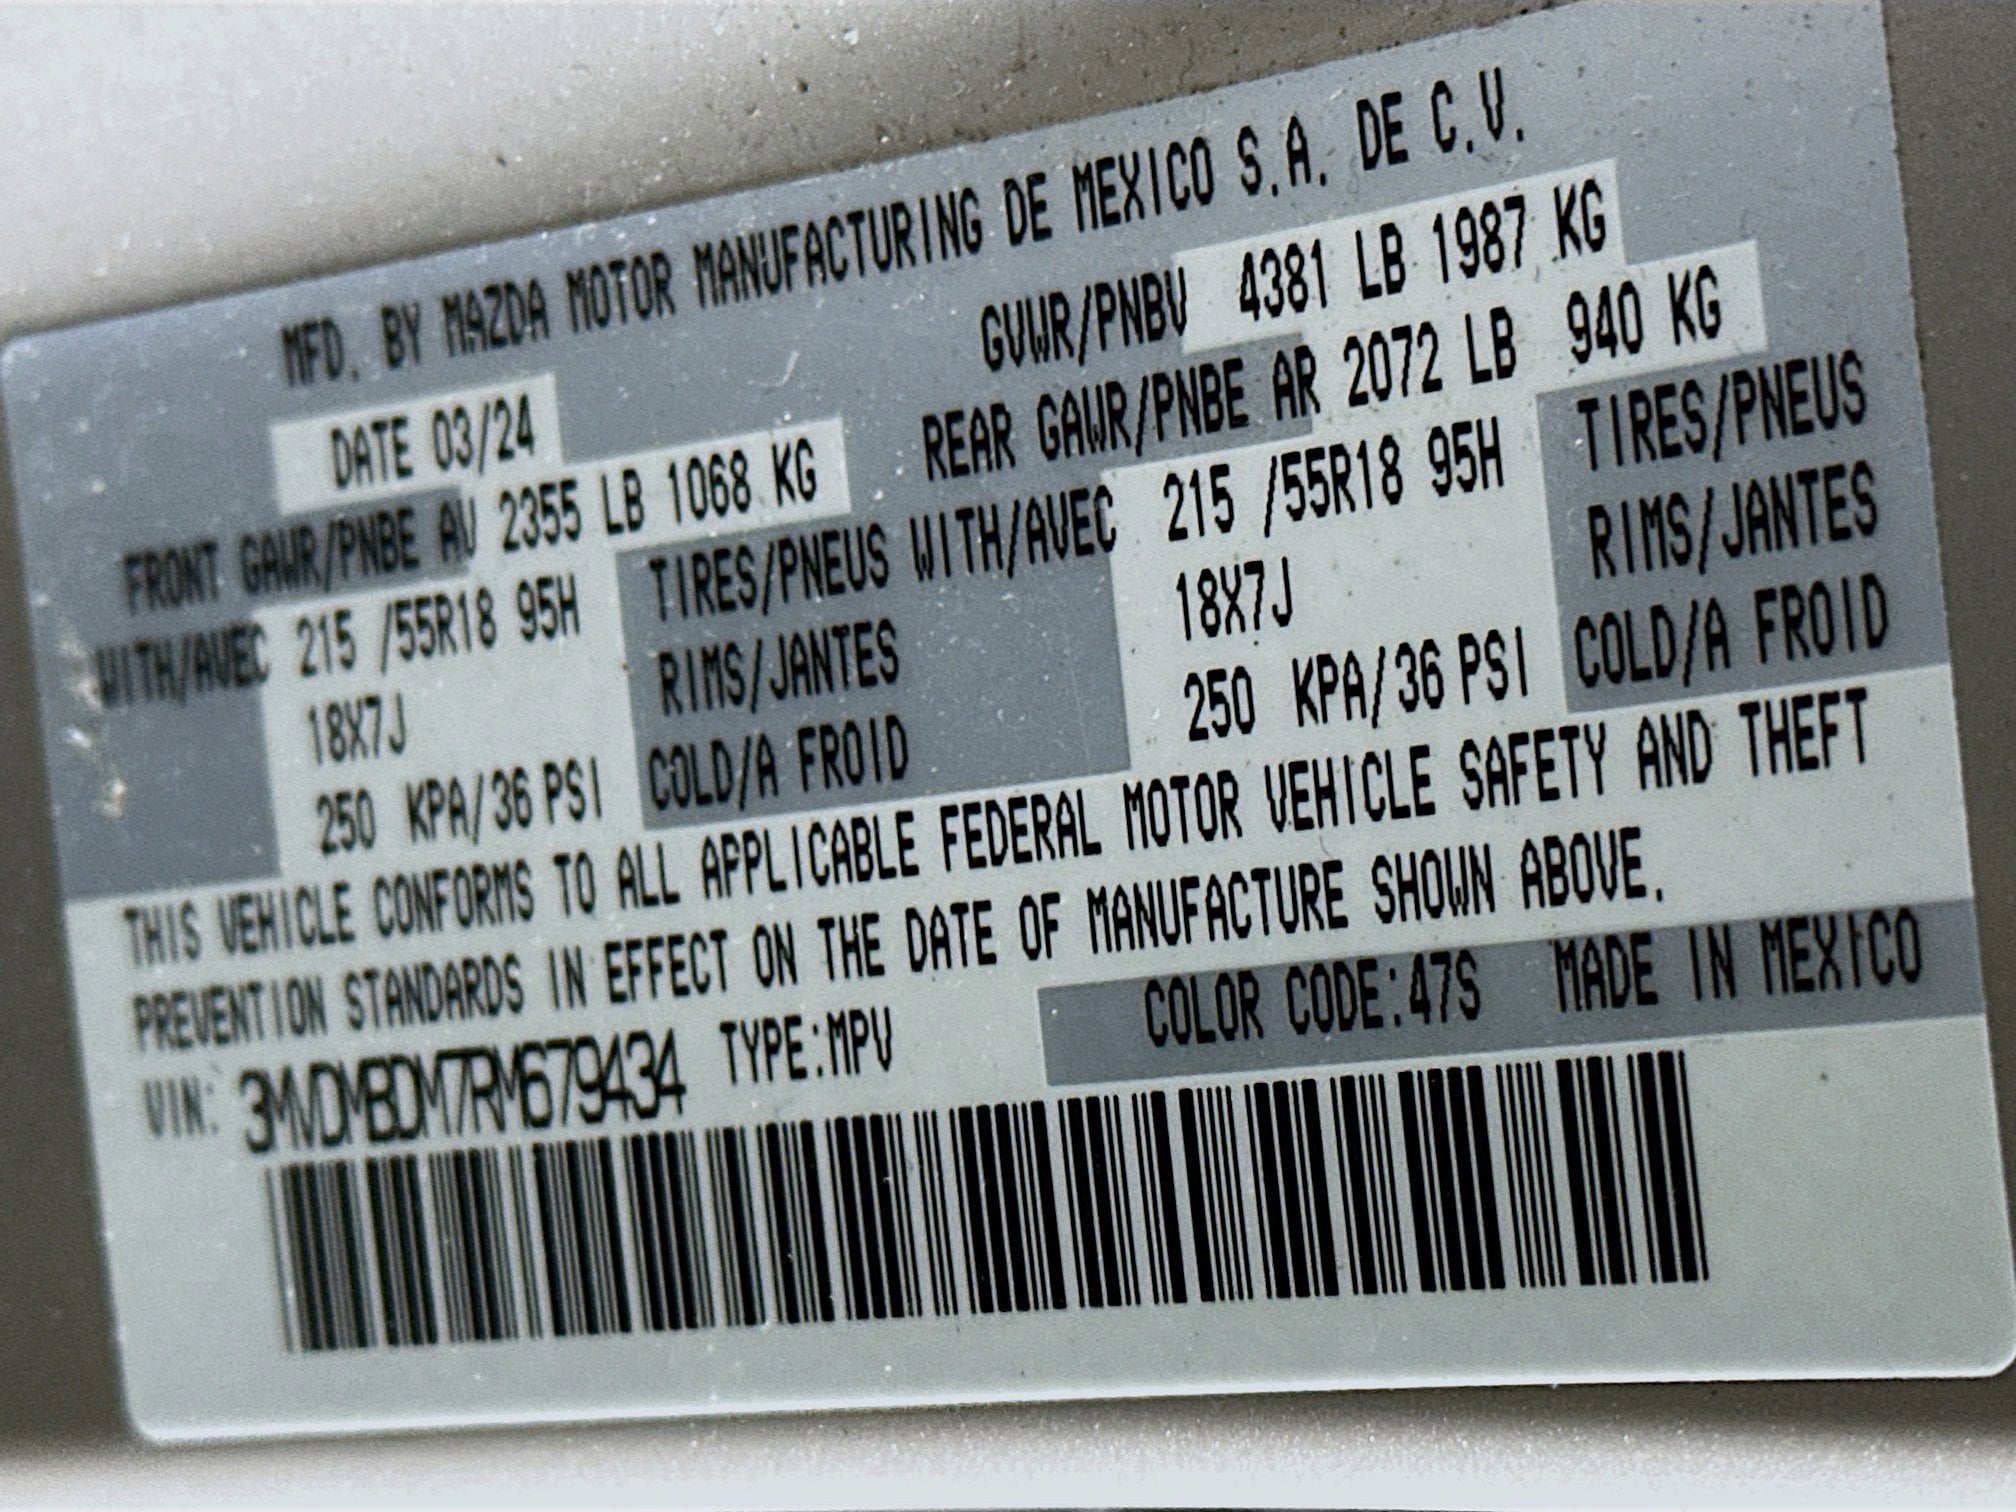 MFD. BY MAZDA MOTOR MANUFACTURING DE MEXICO S.A. DE C.V.
DATE 03/24 GVWR/PNBV 4381 LB 1987 KG
FRONT GAWR/PNBE AV 2355 LB 1068 KG REAR GAWR/PNBE AR 2072 LB 940 KG
WITH/AVEC 215 /55R18 95H TIRES/PNEUS WITH/AVEC 215 /55R18 95H TIRES/PNEUS
18X7J RIMS/JANTES 18X7J RIMS/JANTES
250 KPA/36 PSI COLD/A FROID 250 KPA/36 PSI COLD/A FROID
THIS VEHICLE CONFORMS TO ALL APPLICABLE FEDERAL MOTOR VEHICLE SAFETY AND THEFT
PREVENTION STANDARDS IN EFFECT ON THE DATE OF MANUFACTURE SHOWN ABOVE.
VIN: 3MVDMBDM7RM679434 TYPE:MPV COLOR CODE:47S MADE IN MEXICO